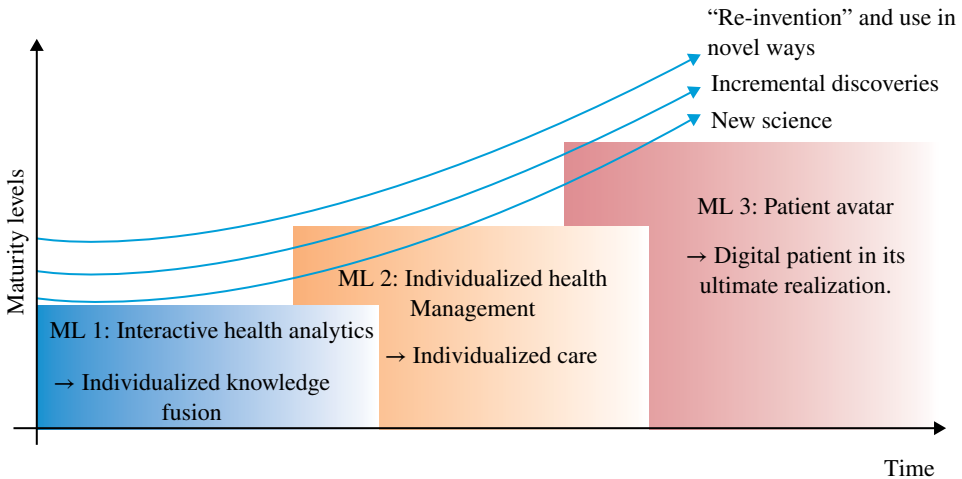 “Re-invention” and use in
novel ways
Incremental discoveries
New science
Maturity levels
ML 3: Patient avatar
→ Digital patient in its
ultimate realization.
ML 2: Individualized health
Management
→ Individualized care
ML 1: Interactive health analytics
→ Individualized knowledge
fusion
Time